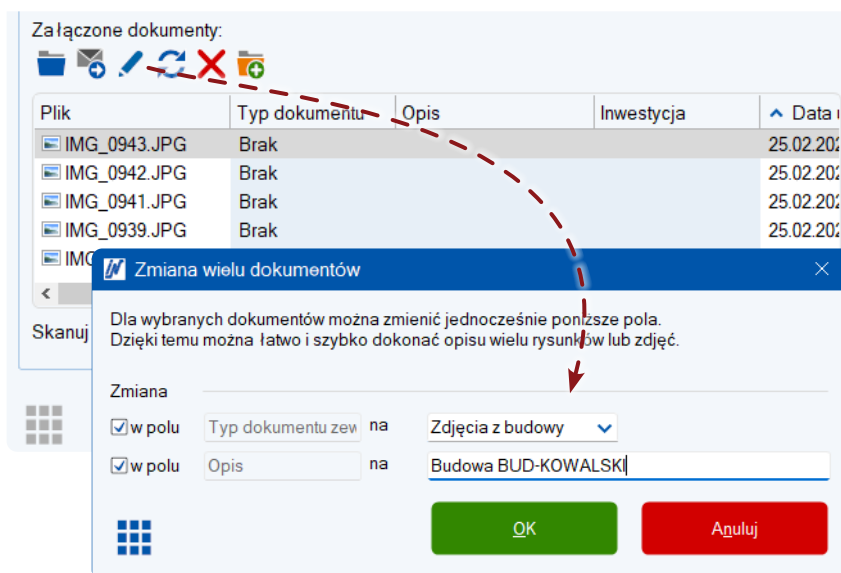 Załączone dokumenty:
Plik Typ dokumentu Opis Inwestycja Data
IMG_0943.JPG Brak 25.02.202
IMG_0942.JPG Brak 25.02.202
IMG_0941.JPG Brak 25.02.202
IMG_0939.JPG Brak 25.02.202
Zmiana wielu dokumentów
Skanuj
Dla wybranych dokumentów można zmienić jednocześnie poniższe pola.
Dzięki temu można łatwo i szybko dokonać opisu wielu rysunków lub zdjęć.
Zmiana
w polu Typ dokumentu zew na Zdjęcia z budowy
w polu Opis na Budowa BUD-KOWALSKI
OK Anuluj